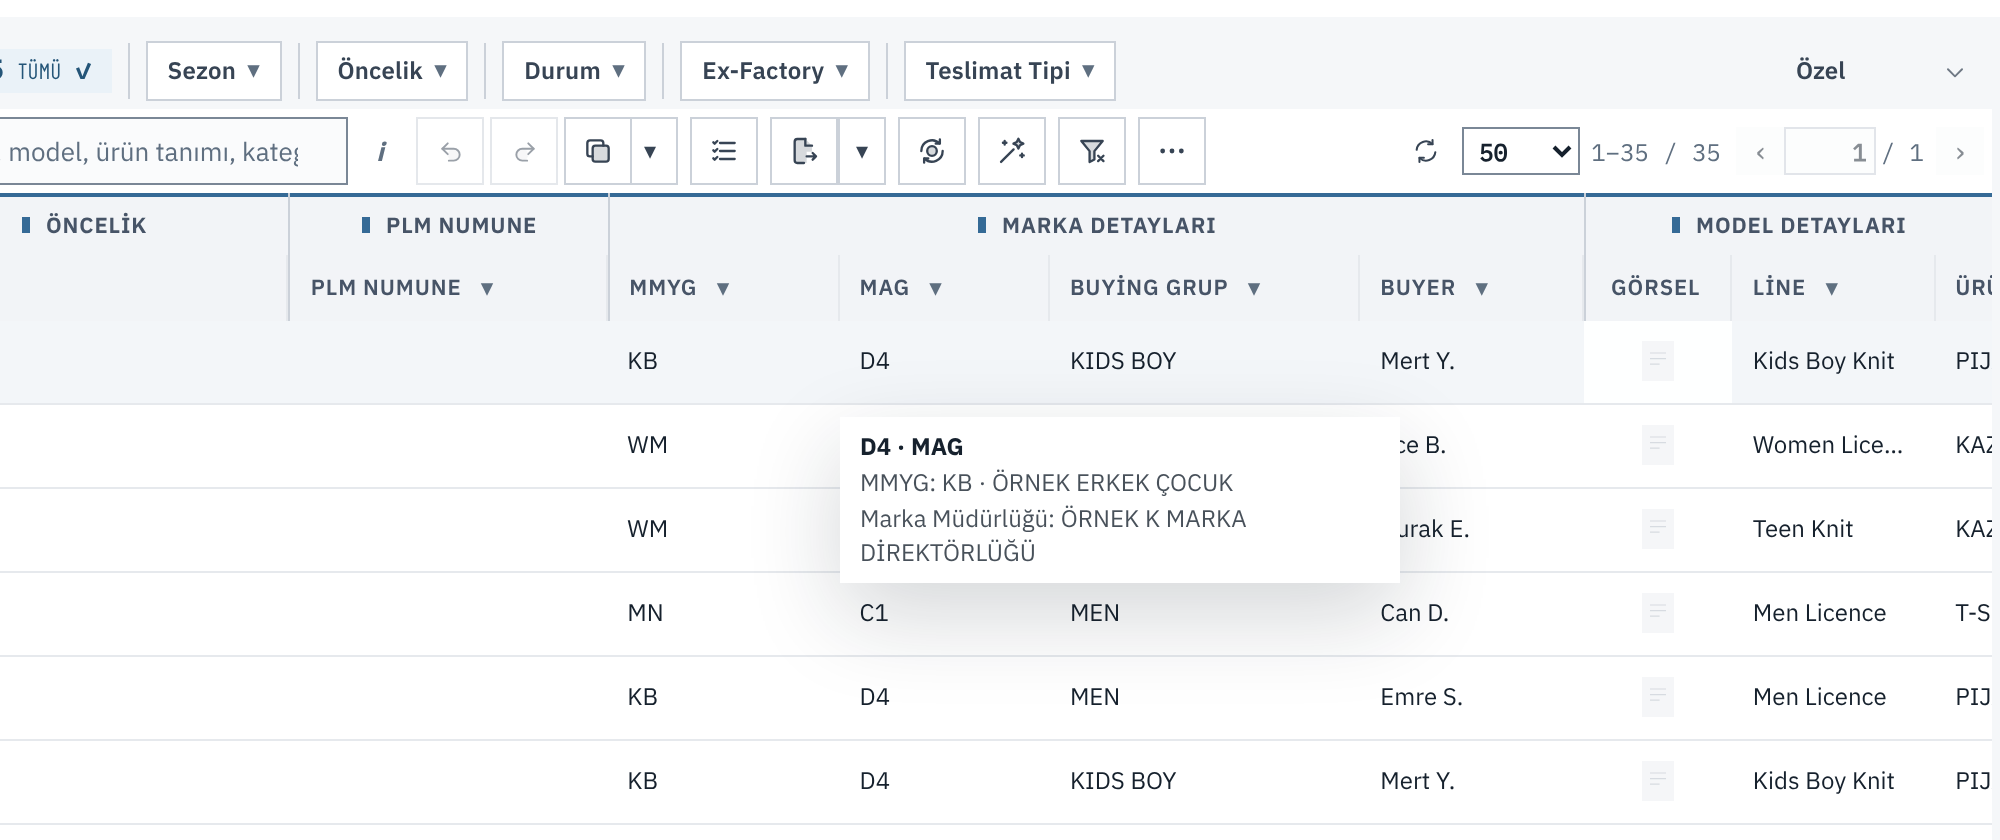 TÜMÜ ✓ Sezon ▼ Öncelik ▼ Durum ▼ Ex-Factory ▼ Teslimat Tipi ▼ Özel
model, ürün tanımı, kateg i 50 1–35 / 35 ‹ 1 / 1 ›
ÖNCELİK PLM NUMUNE MARKA DETAYLARI MODEL DETAYLARI
PLM NUMUNE ▼ MMYG ▼ MAG ▼ BUYİNG GRUP ▼ BUYER ▼ GÖRSEL LİNE ▼
KB D4 KIDS BOY Mert Y. Kids Boy Knit PIJ
WM B. Women Lice...
D4 · MAG
MMYG: KB · ÖRNEK ERKEK ÇOCUK
Marka Müdürlüğü: ÖRNEK K MARKA
DİREKTÖRLÜĞÜ
WM E. Teen Knit
MN C1 MEN Can D. Men Licence T-S
KB D4 MEN Emre S. Men Licence PIJ
KB D4 KIDS BOY Mert Y. Kids Boy Knit PIJ